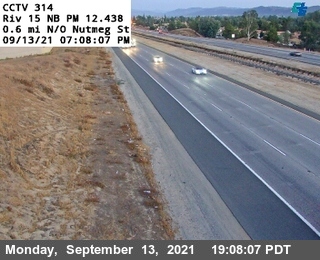 CCTV 314
Riv 15 NB PM 12.438
0.6 mi N/O Nutmeg St
09/13/21 07:08:07 PM
Monday, September 13, 2021 19:08:07 PDT